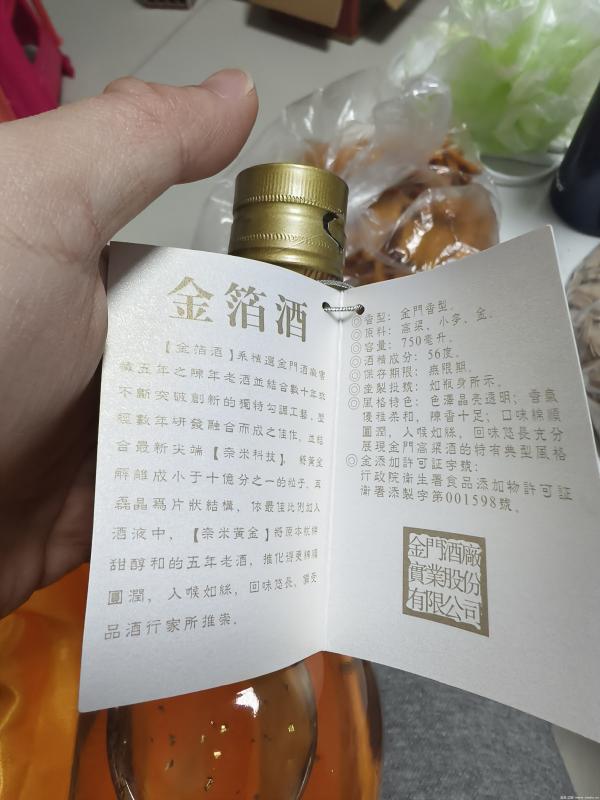 金箔酒
【金箔酒】系精選金門酒廠窖
藏五年之陳年老酒並結合數十年來
不斷突破創新的獨特勾調工藝，歷
經數年研發融合而成之佳作，並結
合最新尖端【奈米科技】將黃金
解離成小于十億分之一的粒子，再
磊晶爲片狀結構，依最佳比例加入
酒液中，【奈米黃金】將原本就綿
甜醇和的五年老酒，推化得更綿順
圓潤，人喉如絲，回味悠長，備受
品酒行家所推崇。
◎香型：金門香型。
◎原料：高粱、小麥、金。
◎容量：750毫升。
◎酒精成分：56度。
◎保存期限：無限期。
◎產製批號：如瓶身所示。
◎風格特色：色澤晶亮透明；香氣
優雅柔和，陳香十足；口味綿順
圓潤，人喉如絲，回味悠長充分
展現金門高粱酒的特有典型風格
◎金添加許可証字號：
行政院衛生署食品添加物許可証
衛署添製字第001598號。
金門酒廠
實業股份
有限公司